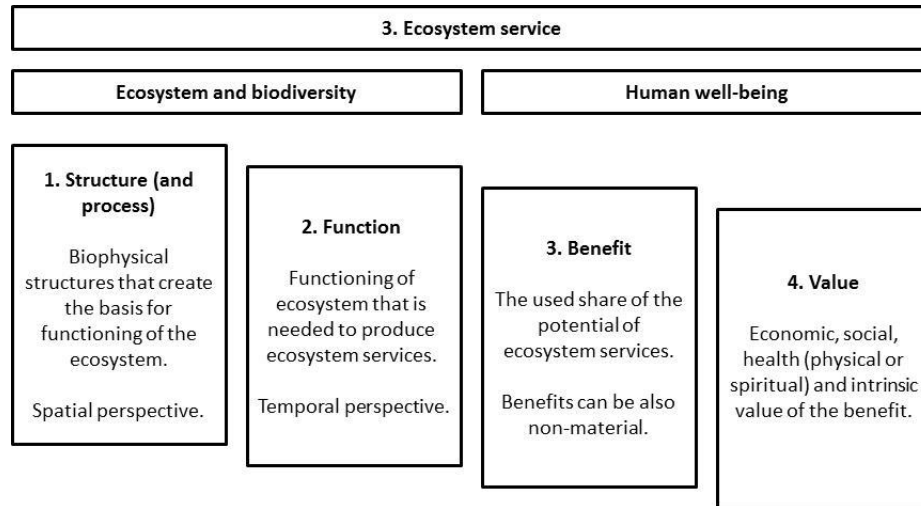 3. Ecosystem service
Ecosystem and biodiversity
Human well-being
1. Structure (and
process)
Biophysical
structures that create
the basis for
functioning of the
ecosystem.
Spatial perspective.
2. Function
Functioning of
ecosystem that is
needed to produce
ecosystem services.
Temporal perspective.
3. Benefit
The used share of the
potential of
ecosystem services.
Benefits can be also
non-material.
4. Value
Economic, social,
health (physical or
spiritual) and intrinsic
value of the benefit.